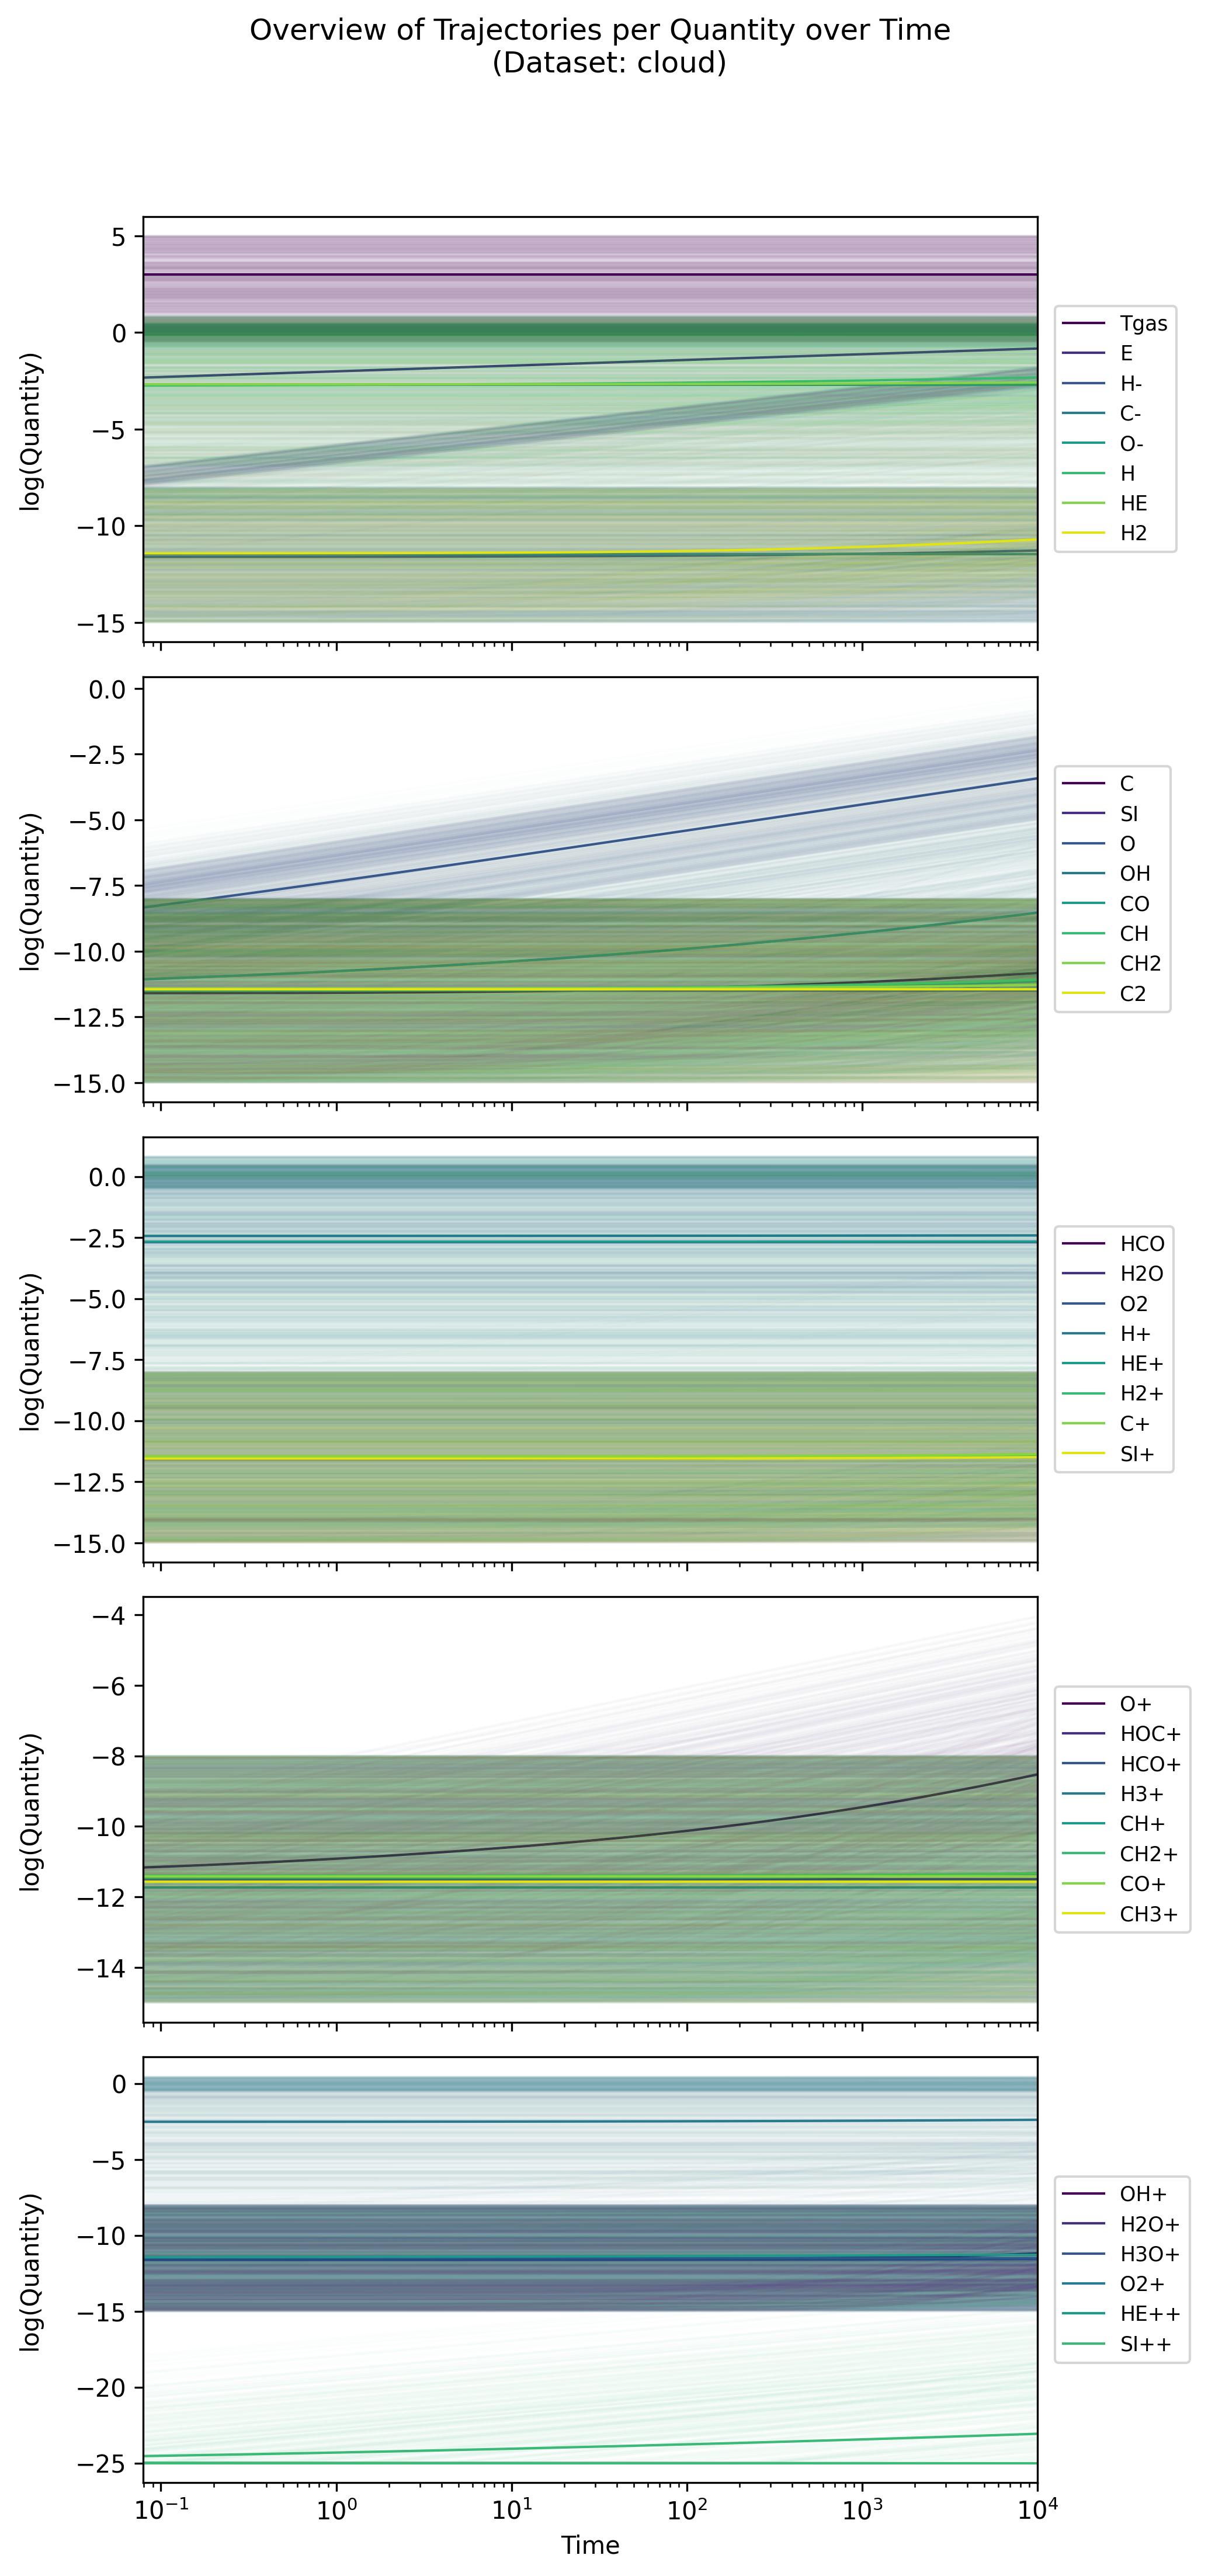 Overview of Trajectories per Quantity over Time
(Dataset: cloud)
log(Quantity)
5
0
−5
−10
−15
Tgas
E
H-
C-
O-
H
HE
H2
log(Quantity)
0.0
−2.5
−5.0
−7.5
−10.0
−12.5
−15.0
C
SI
O
OH
CO
CH
CH2
C2
log(Quantity)
0.0
−2.5
−5.0
−7.5
−10.0
−12.5
−15.0
HCO
H2O
O2
H+
HE+
H2+
C+
SI+
log(Quantity)
−4
−6
−8
−10
−12
−14
O+
HOC+
HCO+
H3+
CH+
CH2+
CO+
CH3+
log(Quantity)
0
−5
−10
−15
−20
−25
OH+
H2O+
H3O+
O2+
HE++
SI++
10⁻¹ 10⁰ 10¹ 10² 10³ 10⁴
Time